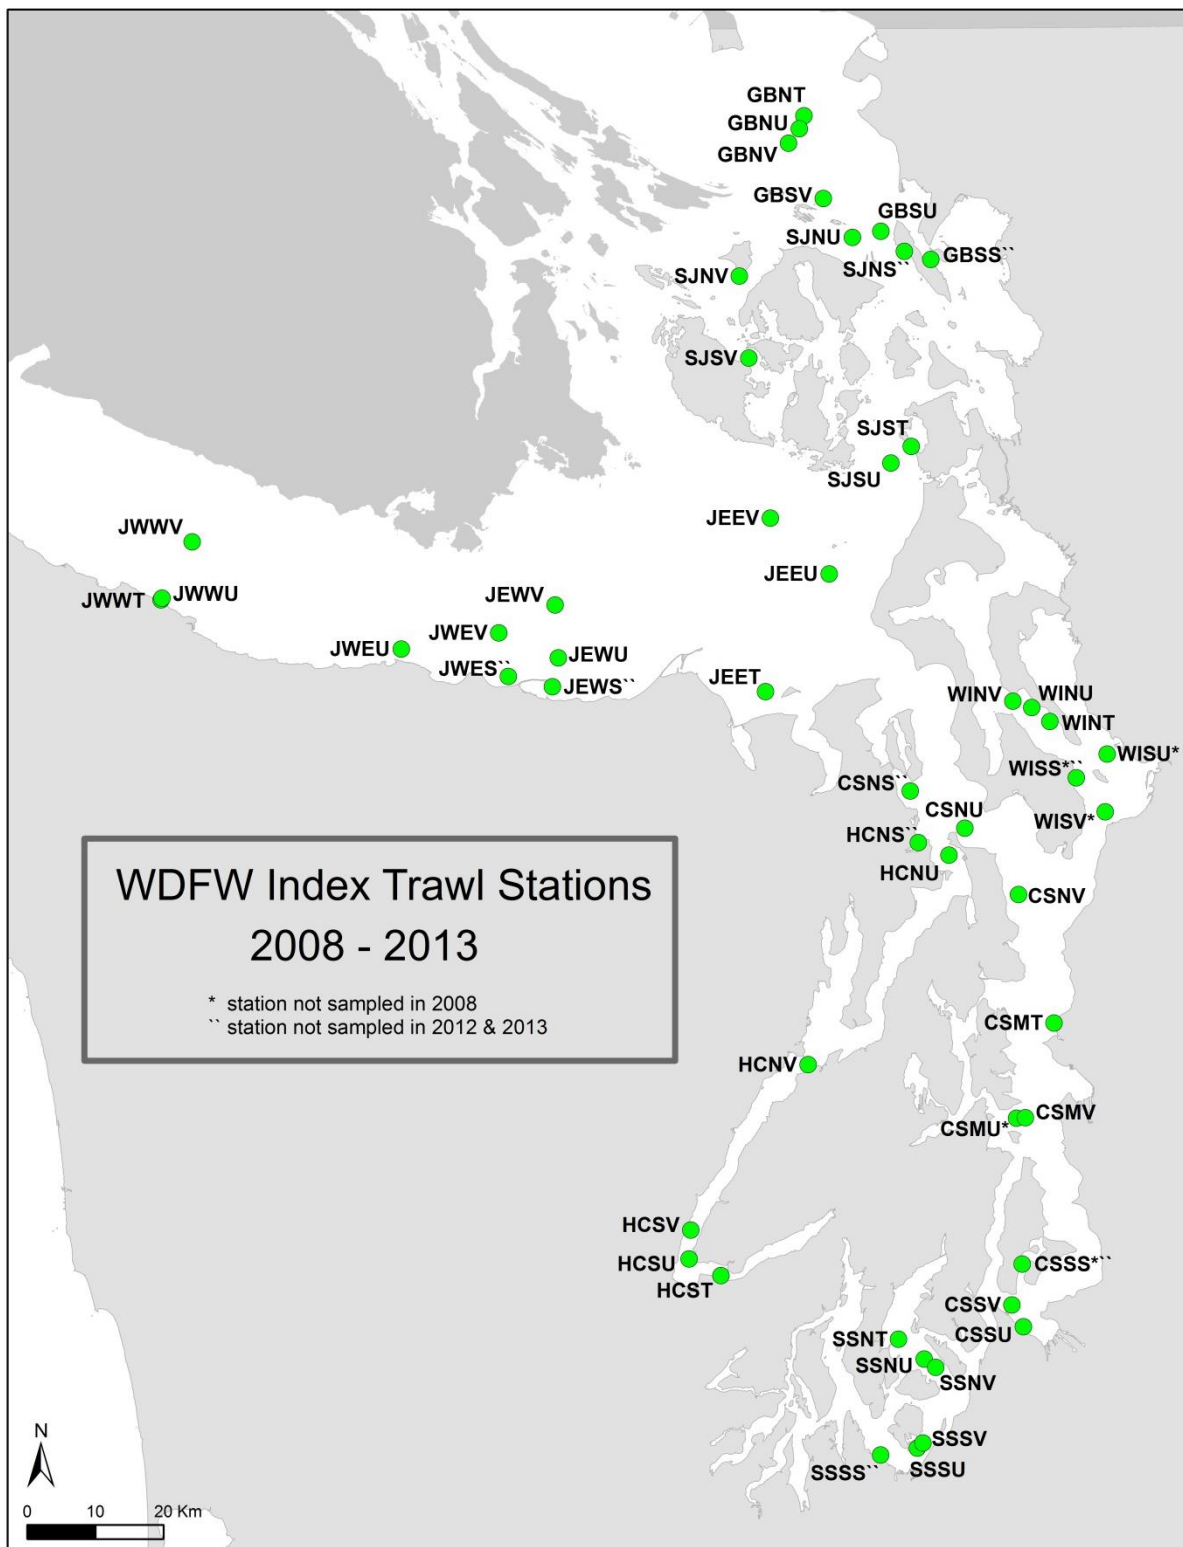 GBNT
GBNU
GBNV
GBSV
GBSU
SJNU
SJNS``
GBSS``
SJNV
SJSV
SJST
SJSU
JEEV
JWWV
JEEU
JWWT
JWWU
JEWV
JWEV
JWEU
JEWU
JWES``
JEWS``
JEET
WINV
WINU
WINT
WISU*
WISS*``
CSNS``
WISV*
CSNU
HCNS``
HCNU
CSNV
WDFW Index Trawl Stations
2008 - 2013
* station not sampled in 2008
`` station not sampled in 2012 & 2013
CSMT
HCNV
CSMV
CSMU*
HCSV
HCSU
HCST
CSSS*``
CSSV
CSSU
SSNT
SSNU
SSNV
SSSV
SSSU
SSSS``
N
0 10 20 Km